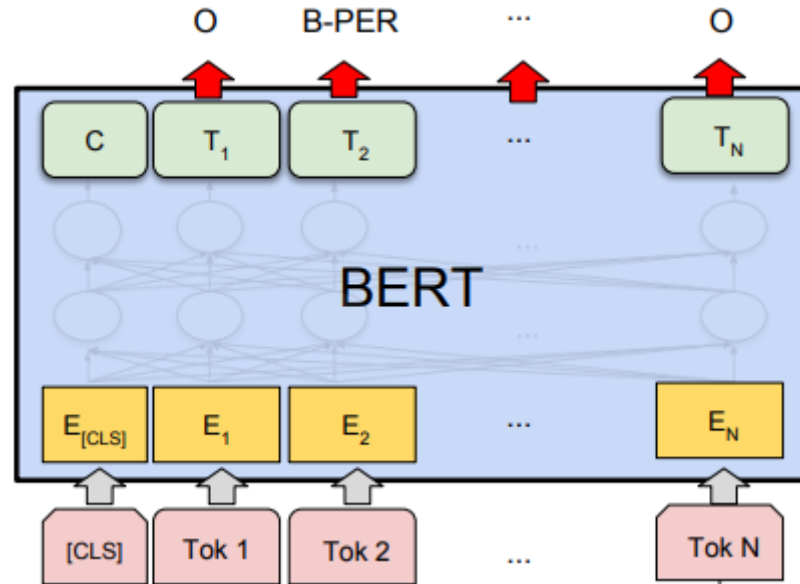 O B-PER ... O
C T1 T2 ... TN
...
BERT
...
E[CLS] E1 E2 ... EN
[CLS] Tok 1 Tok 2 ... Tok N